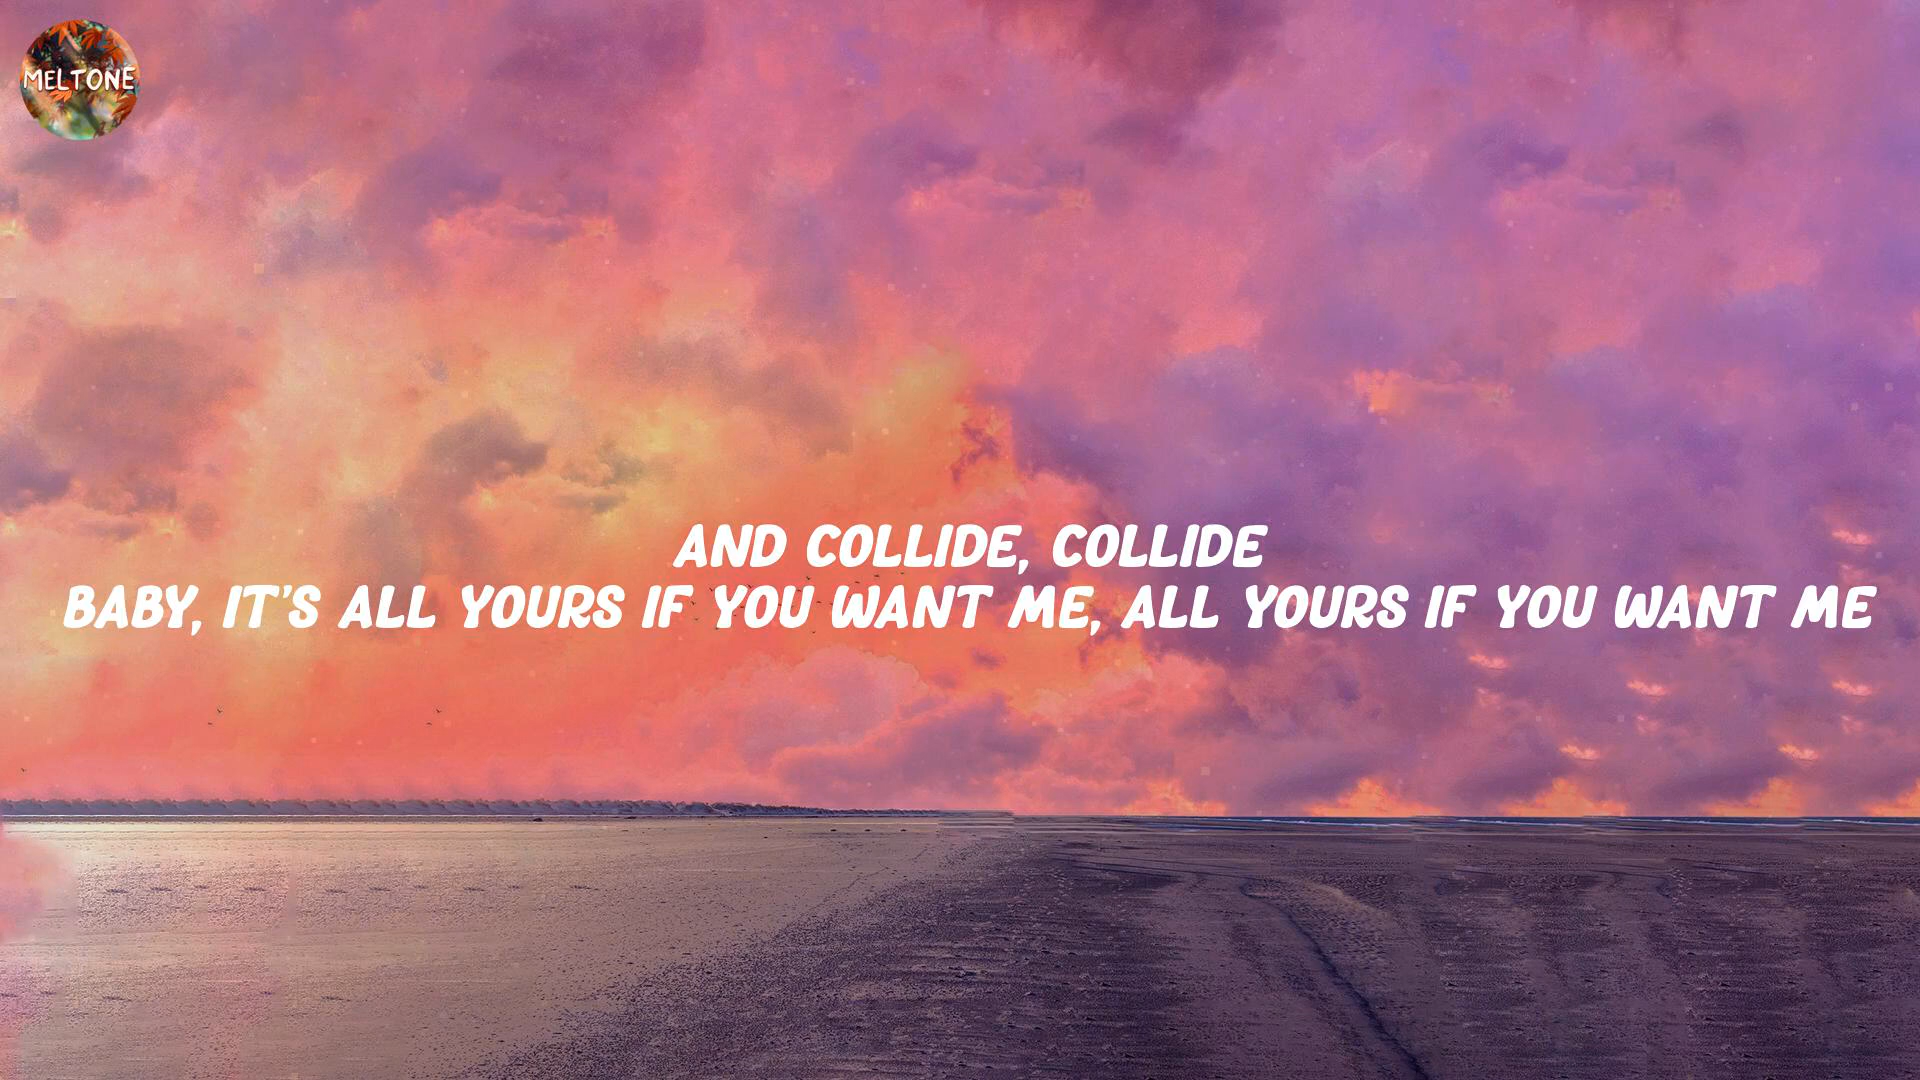 MELTONE
AND COLLIDE, COLLIDE
BABY, IT'S ALL YOURS IF YOU WANT ME, ALL YOURS IF YOU WANT ME